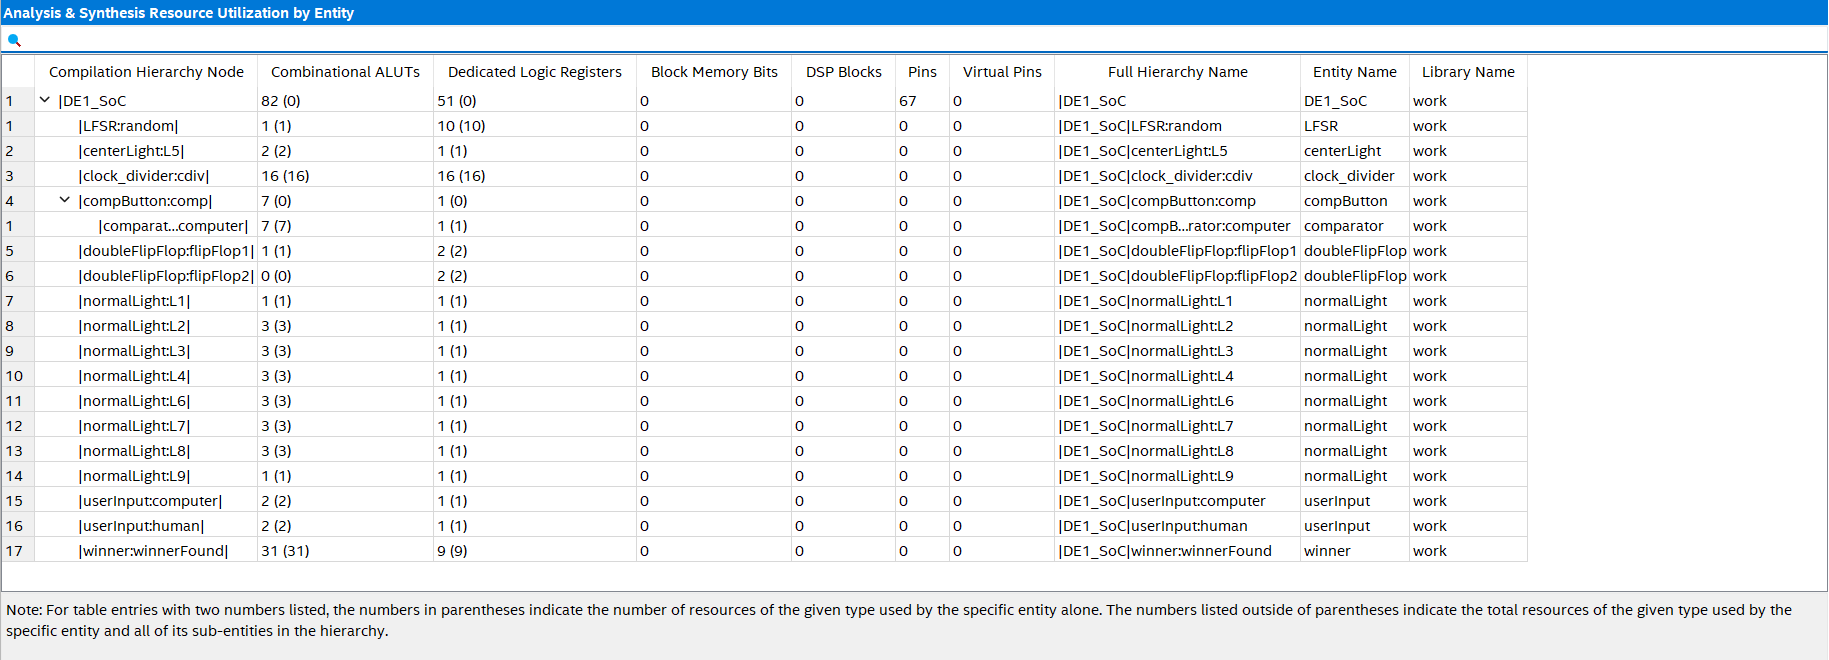 Analysis & Synthesis Resource Utilization by Entity
Compilation Hierarchy Node Combinational ALUTs Dedicated Logic Registers Block Memory Bits DSP Blocks Pins Virtual Pins Full Hierarchy Name Entity Name Library Name
1 |DE1_SoC 82 (0) 51 (0) 0 0 67 0 |DE1_SoC DE1_SoC work
1 |LFSR:random| 1 (1) 10 (10) 0 0 0 0 |DE1_SoC|LFSR:random LFSR work
2 |centerLight:L5| 2 (2) 1 (1) 0 0 0 0 |DE1_SoC|centerLight:L5 centerLight work
3 |clock_divider:cdiv| 16 (16) 16 (16) 0 0 0 0 |DE1_SoC|clock_divider:cdiv clock_divider work
4 |compButton:comp| 7 (0) 1 (0) 0 0 0 0 |DE1_SoC|compButton:comp compButton work
1 |comparat...computer| 7 (7) 1 (1) 0 0 0 0 |DE1_SoC|compB...rator:computer comparator work
5 |doubleFlipFlop:flipFlop1| 1 (1) 2 (2) 0 0 0 0 |DE1_SoC|doubleFlipFlop:flipFlop1 doubleFlipFlop work
6 |doubleFlipFlop:flipFlop2| 0 (0) 2 (2) 0 0 0 0 |DE1_SoC|doubleFlipFlop:flipFlop2 doubleFlipFlop work
7 |normalLight:L1| 1 (1) 1 (1) 0 0 0 0 |DE1_SoC|normalLight:L1 normalLight work
8 |normalLight:L2| 3 (3) 1 (1) 0 0 0 0 |DE1_SoC|normalLight:L2 normalLight work
9 |normalLight:L3| 3 (3) 1 (1) 0 0 0 0 |DE1_SoC|normalLight:L3 normalLight work
10 |normalLight:L4| 3 (3) 1 (1) 0 0 0 0 |DE1_SoC|normalLight:L4 normalLight work
11 |normalLight:L6| 3 (3) 1 (1) 0 0 0 0 |DE1_SoC|normalLight:L6 normalLight work
12 |normalLight:L7| 3 (3) 1 (1) 0 0 0 0 |DE1_SoC|normalLight:L7 normalLight work
13 |normalLight:L8| 3 (3) 1 (1) 0 0 0 0 |DE1_SoC|normalLight:L8 normalLight work
14 |normalLight:L9| 1 (1) 1 (1) 0 0 0 0 |DE1_SoC|normalLight:L9 normalLight work
15 |userInput:computer| 2 (2) 1 (1) 0 0 0 0 |DE1_SoC|userInput:computer userInput work
16 |userInput:human| 2 (2) 1 (1) 0 0 0 0 |DE1_SoC|userInput:human userInput work
17 |winner:winnerFound| 31 (31) 9 (9) 0 0 0 0 |DE1_SoC|winner:winnerFound winner work
Note: For table entries with two numbers listed, the numbers in parentheses indicate the number of resources of the given type used by the specific entity alone. The numbers listed outside of parentheses indicate the total resources of the given type used by the
specific entity and all of its sub-entities in the hierarchy.